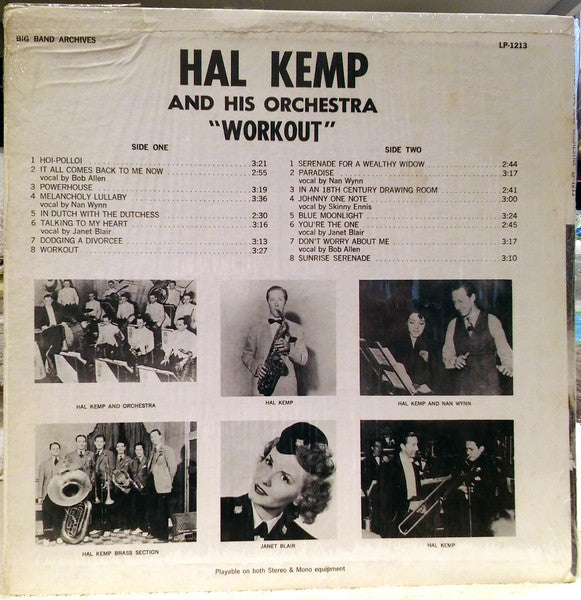 BIG BAND ARCHIVES
LP-1213
HAL KEMP
AND HIS ORCHESTRA
"WORKOUT"
SIDE ONE
1 HOI-POLLOI 3:21
2 IT ALL COMES BACK TO ME NOW 2:55
vocal by Bob Allen
3 POWERHOUSE 3:19
4 MELANCHOLY LULLABY 3:36
vocal by Nan Wynn
5 IN DUTCH WITH THE DUTCHESS 2:30
6 TALKING TO MY HEART 3:16
vocal by Janet Blair
7 DODGING A DIVORCEE 3:13
8 WORKOUT 3:27
SIDE TWO
1 SERENADE FOR A WEALTHY WIDOW 2:44
2 PARADISE 3:17
vocal by Nan Wynn
3 IN AN 18TH CENTURY DRAWING ROOM 2:41
4 JOHNNY ONE NOTE 3:00
vocal by Skinny Ennis
5 BLUE MOONLIGHT 3:24
6 YOU'RE THE ONE 2:45
vocal by Janet Blair
7 DON'T WORRY ABOUT ME 3:17
vocal by Bob Allen
8 SUNRISE SERENADE 3:10
HAL KEMP AND ORCHESTRA
HAL KEMP
HAL KEMP AND NAN WYNN
HAL KEMP BRASS SECTION
JANET BLAIR
HAL KEMP
Playable on both Stereo & Mono equipment